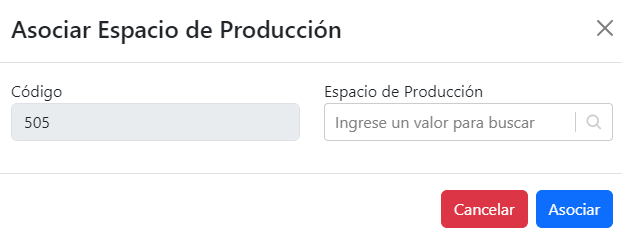 Asociar Espacio de Producción
Código
Espacio de Producción
505
Ingrese un valor para buscar
Cancelar
Asociar